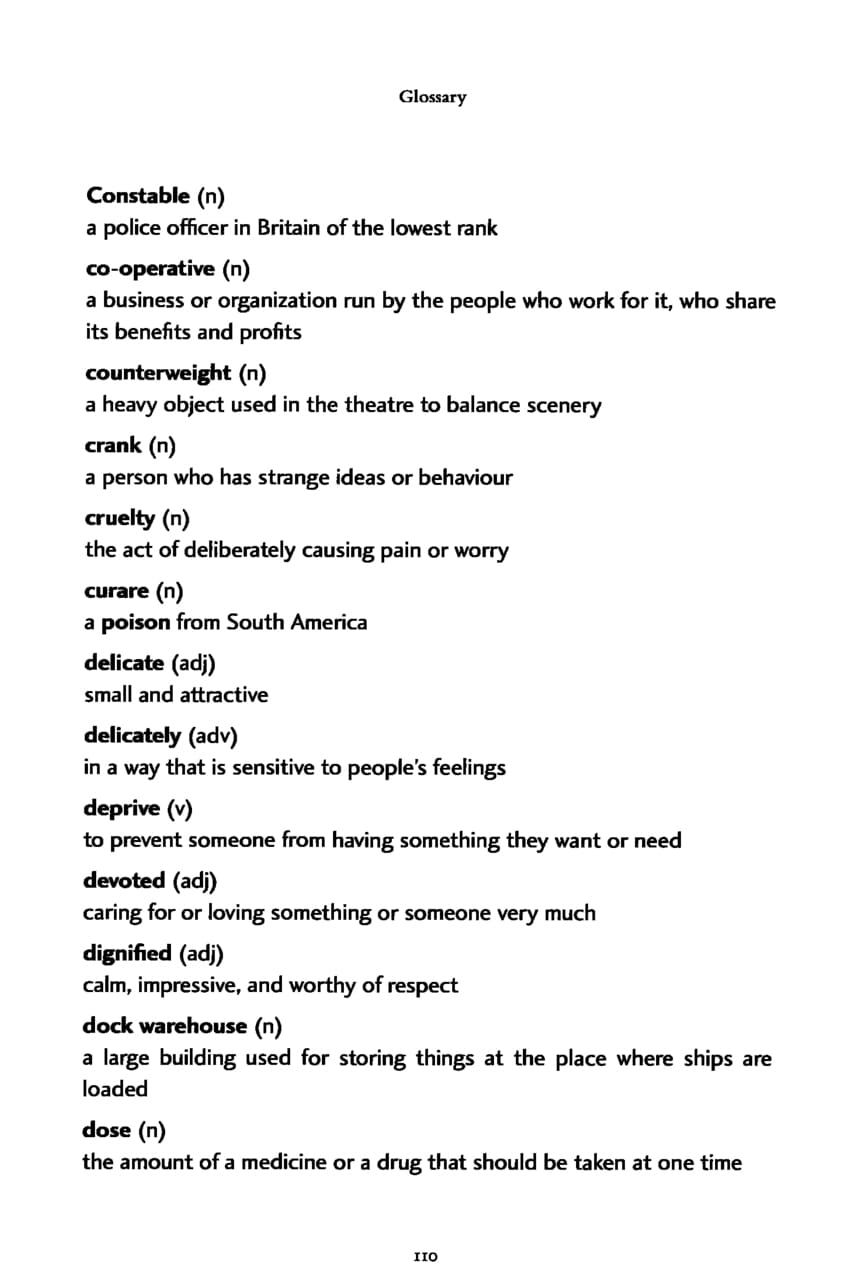 Glossary
Constable (n)
a police officer in Britain of the lowest rank
co-operative (n)
a business or organization run by the people who work for it, who share
its benefits and profits
counterweight (n)
a heavy object used in the theatre to balance scenery
crank (n)
a person who has strange ideas or behaviour
cruelty (n)
the act of deliberately causing pain or worry
curare (n)
a poison from South America
delicate (adj)
small and attractive
delicately (adv)
in a way that is sensitive to people's feelings
deprive (v)
to prevent someone from having something they want or need
devoted (adj)
caring for or loving something or someone very much
dignified (adj)
calm, impressive, and worthy of respect
dock warehouse (n)
a large building used for storing things at the place where ships are
loaded
dose (n)
the amount of a medicine or a drug that should be taken at one time
110